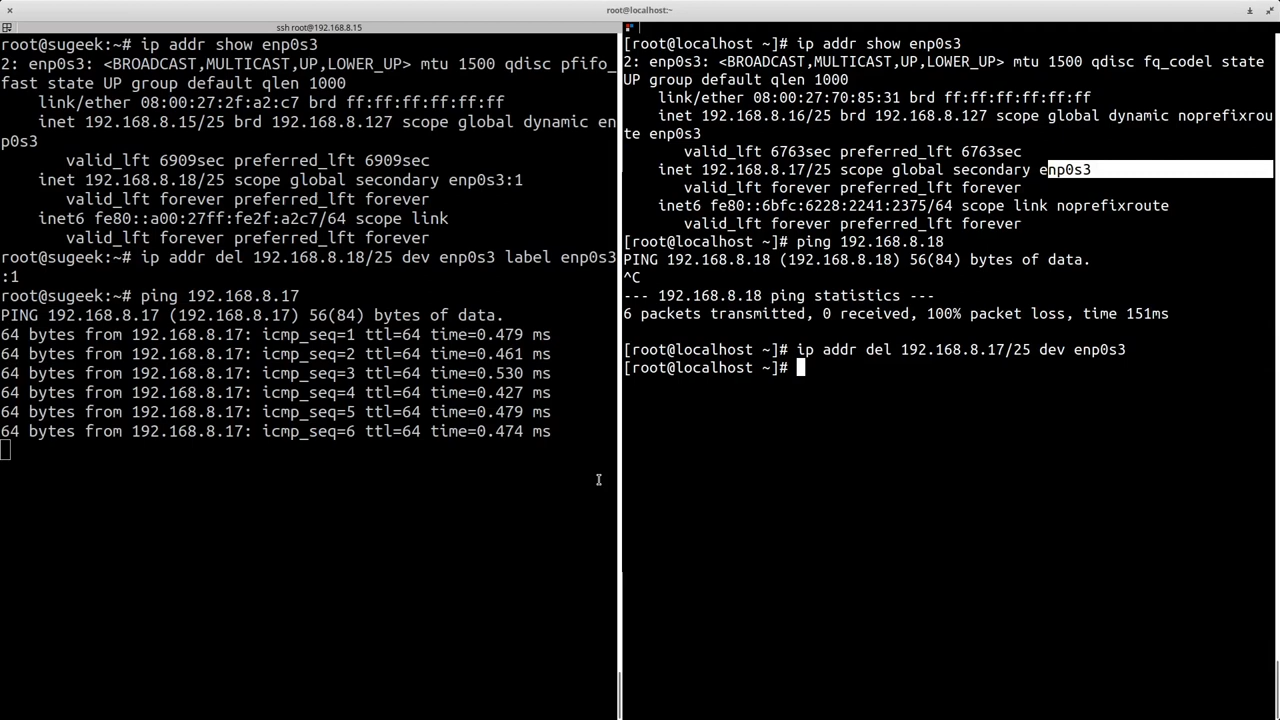 root@localhost:~
ssh root@192.168.8.15
root@sugeek:~# ip addr show enp0s3
2: enp0s3: <BROADCAST,MULTICAST,UP,LOWER_UP> mtu 1500 qdisc pfifo_
fast state UP group default qlen 1000
link/ether 08:00:27:2f:a2:c7 brd ff:ff:ff:ff:ff:ff
inet 192.168.8.15/25 brd 192.168.8.127 scope global dynamic en
p0s3
valid_lft 6909sec preferred_lft 6909sec
inet 192.168.8.18/25 scope global secondary enp0s3:1
valid_lft forever preferred_lft forever
inet6 fe80::a00:27ff:fe2f:a2c7/64 scope link
valid_lft forever preferred_lft forever
root@sugeek:~# ip addr del 192.168.8.18/25 dev enp0s3 label enp0s3
:1
root@sugeek:~# ping 192.168.8.17
PING 192.168.8.17 (192.168.8.17) 56(84) bytes of data.
64 bytes from 192.168.8.17: icmp_seq=1 ttl=64 time=0.479 ms
64 bytes from 192.168.8.17: icmp_seq=2 ttl=64 time=0.461 ms
64 bytes from 192.168.8.17: icmp_seq=3 ttl=64 time=0.530 ms
64 bytes from 192.168.8.17: icmp_seq=4 ttl=64 time=0.427 ms
64 bytes from 192.168.8.17: icmp_seq=5 ttl=64 time=0.479 ms
64 bytes from 192.168.8.17: icmp_seq=6 ttl=64 time=0.474 ms
[root@localhost ~]# ip addr show enp0s3
2: enp0s3: <BROADCAST,MULTICAST,UP,LOWER_UP> mtu 1500 qdisc fq_codel state
UP group default qlen 1000
link/ether 08:00:27:70:85:31 brd ff:ff:ff:ff:ff:ff
inet 192.168.8.16/25 brd 192.168.8.127 scope global dynamic noprefixrou
te enp0s3
valid_lft 6763sec preferred_lft 6763sec
inet 192.168.8.17/25 scope global secondary enp0s3
valid_lft forever preferred_lft forever
inet6 fe80::6bfc:6228:2241:2375/64 scope link noprefixroute
valid_lft forever preferred_lft forever
[root@localhost ~]# ping 192.168.8.18
PING 192.168.8.18 (192.168.8.18) 56(84) bytes of data.
^C
--- 192.168.8.18 ping statistics ---
6 packets transmitted, 0 received, 100% packet loss, time 151ms
[root@localhost ~]# ip addr del 192.168.8.17/25 dev enp0s3
[root@localhost ~]#